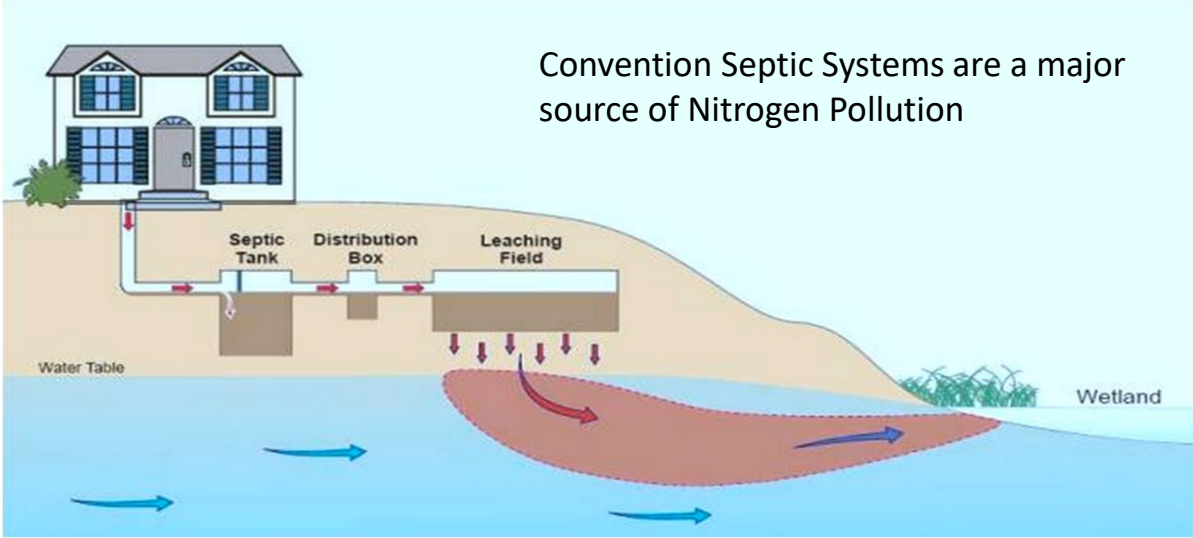 Convention Septic Systems are a major
source of Nitrogen Pollution
Septic
Tank
Distribution
Box
Leaching
Field
Water Table
Wetland